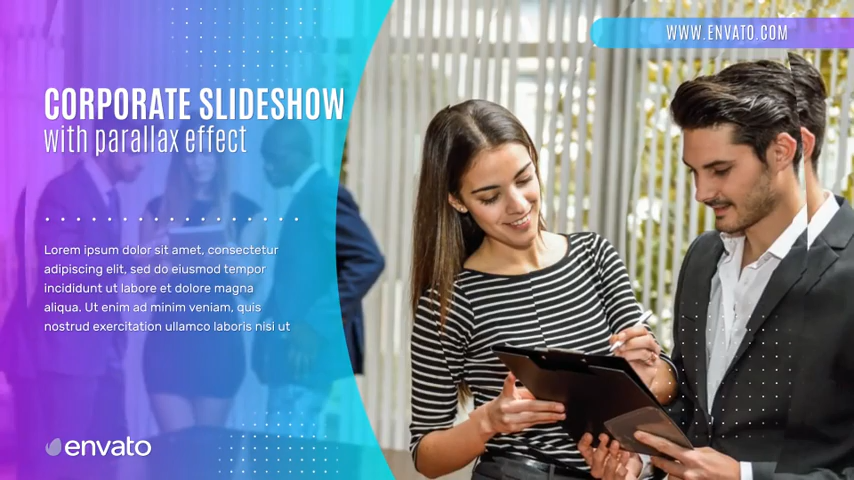 WWW.ENVATO.COM
CORPORATE SLIDESHOW
with parallax effect
Lorem ipsum dolor sit amet, consectetur
adipiscing elit, sed do eiusmod tempor
incididunt ut labore et dolore magna
aliqua. Ut enim ad minim veniam, quis
nostrud exercitation ullamco laboris nisi ut
envato